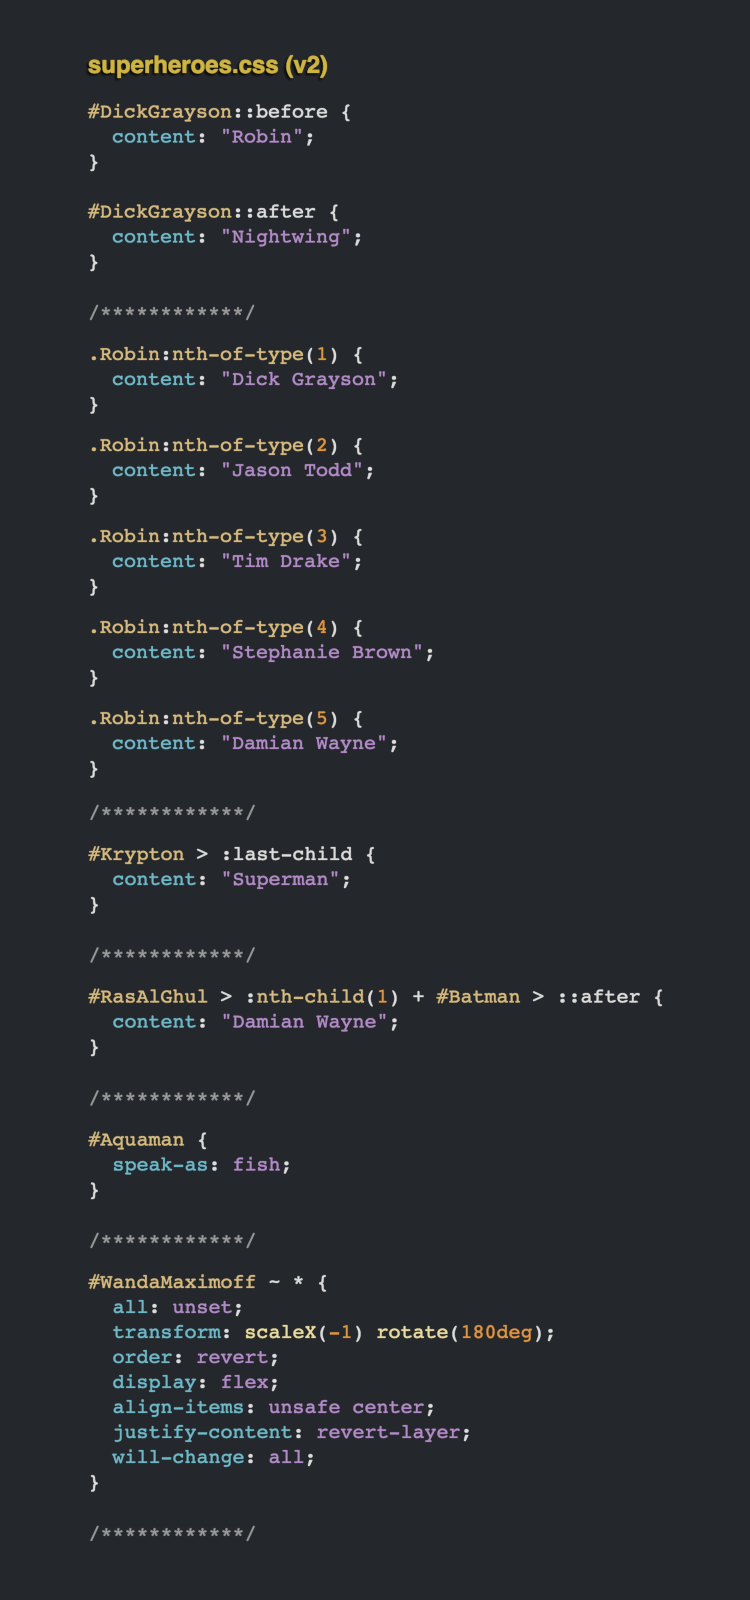 superheroes.css (v2)
#DickGrayson::before {
  content: "Robin";
}
#DickGrayson::after {
  content: "Nightwing";
}
/************/
.Robin:nth-of-type(1) {
  content: "Dick Grayson";
}
.Robin:nth-of-type(2) {
  content: "Jason Todd";
}
.Robin:nth-of-type(3) {
  content: "Tim Drake";
}
.Robin:nth-of-type(4) {
  content: "Stephanie Brown";
}
.Robin:nth-of-type(5) {
  content: "Damian Wayne";
}
/************/
#Krypton > :last-child {
  content: "Superman";
}
/************/
#RasAlGhul > :nth-child(1) + #Batman > ::after {
  content: "Damian Wayne";
}
/************/
#Aquaman {
  speak-as: fish;
}
/************/
#WandaMaximoff ~ * {
  all: unset;
  transform: scaleX(-1) rotate(180deg);
  order: revert;
  display: flex;
  align-items: unsafe center;
  justify-content: revert-layer;
  will-change: all;
}
/************/